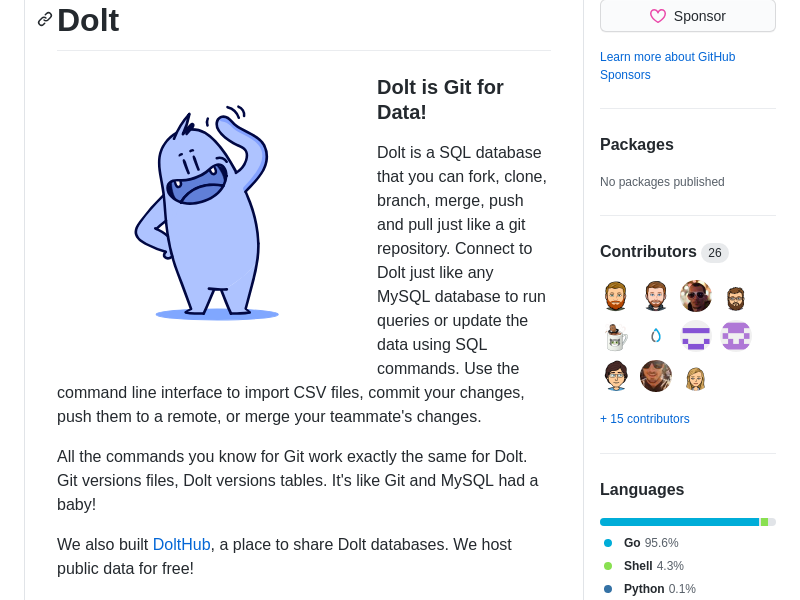 Dolt
Dolt is Git for
Data!
Dolt is a SQL database
that you can fork, clone,
branch, merge, push
and pull just like a git
repository. Connect to
Dolt just like any
MySQL database to run
queries or update the
data using SQL
commands. Use the
command line interface to import CSV files, commit your changes,
push them to a remote, or merge your teammate's changes.
All the commands you know for Git work exactly the same for Dolt.
Git versions files, Dolt versions tables. It's like Git and MySQL had a
baby!
We also built DoltHub, a place to share Dolt databases. We host
public data for free!
Sponsor
Learn more about GitHub
Sponsors
Packages
No packages published
Contributors 26
+ 15 contributors
Languages
Go 95.6%
Shell 4.3%
Python 0.1%